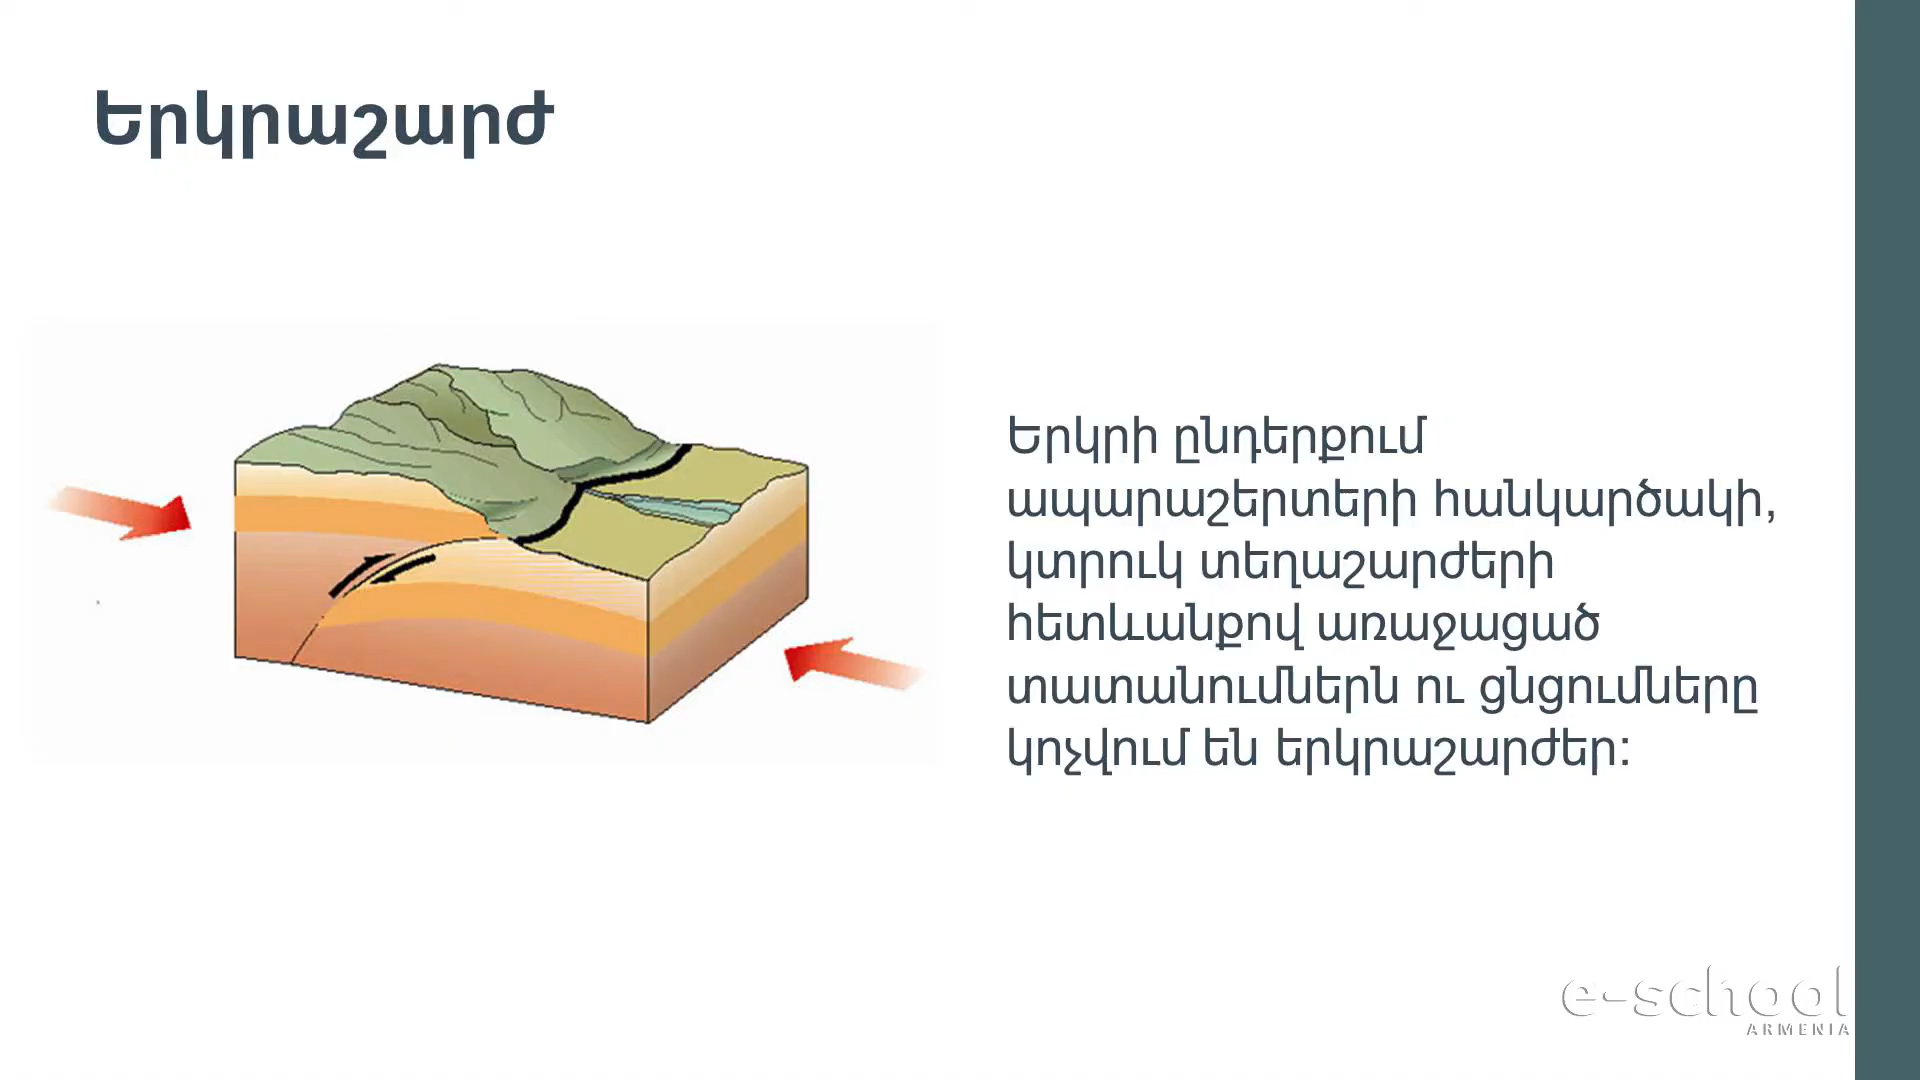 Երկրաշարժ
Երկրի ընդերքում
ապարաշերտերի հանկարծակի,
կտրուկ տեղաշարժերի
հետևանքով առաջացած
տատանումներն ու ցնցումները
կոչվում են երկրաշարժեր:
e-school
ARMENIA